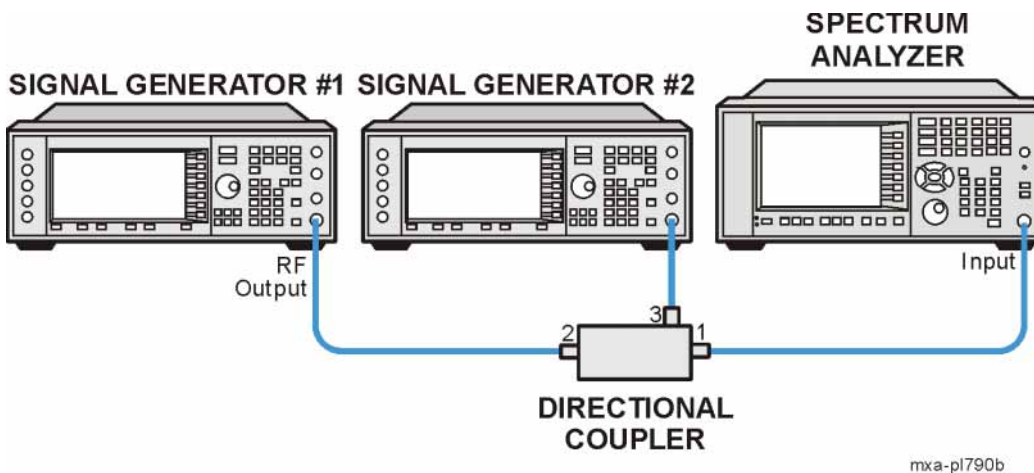 SPECTRUM
ANALYZER
SIGNAL GENERATOR #1
SIGNAL GENERATOR #2
RF
Output
Input
3
2
1
DIRECTIONAL
COUPLER
mxa-pl790b